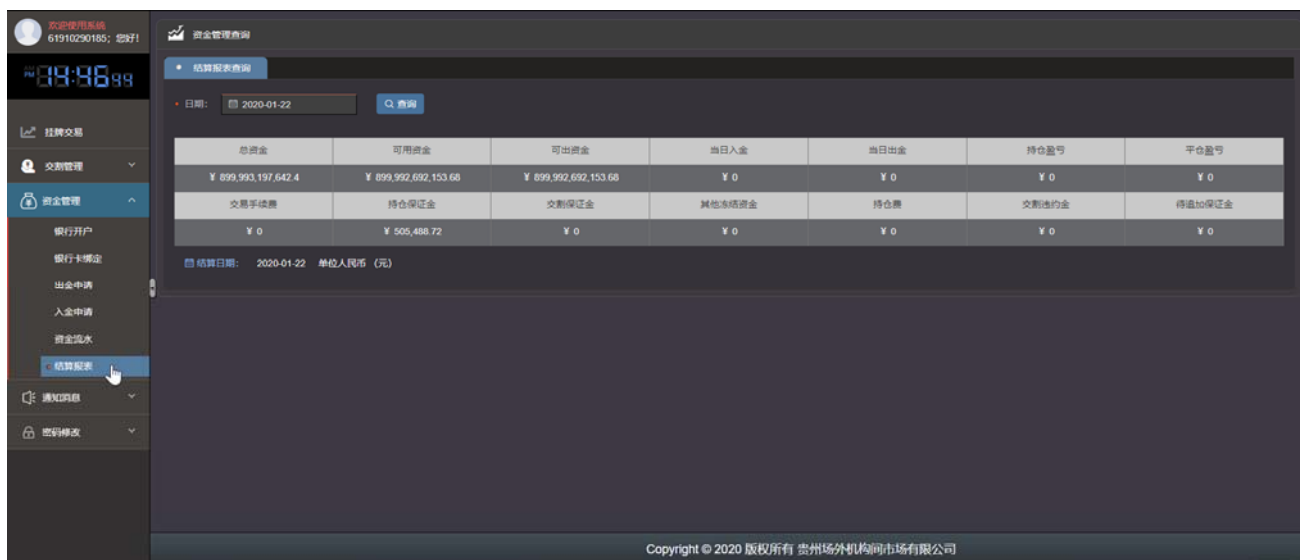 欢迎使用系统
61910290185; 您好!
PM 14:46 99
挂牌交易
交割管理
资金管理
银行开户
银行卡绑定
出金申请
入金申请
资金流水
结算报表
通知消息
密码修改
资金管理查询
结算报表查询
日期: 2020-01-22 查询
总资金 可用资金 可出资金 当日入金 当日出金 持仓盈亏 平仓盈亏
¥ 899,993,197,642.4 ¥ 899,992,692,153.68 ¥ 899,992,692,153.68 ¥ 0 ¥ 0 ¥ 0 ¥ 0
交易手续费 持仓保证金 交割保证金 其他冻结资金 持仓费 交割违约金 待追加保证金
¥ 0 ¥ 505,488.72 ¥ 0 ¥ 0 ¥ 0 ¥ 0 ¥ 0
结算日期: 2020-01-22 单位人民币 (元)
Copyright © 2020 版权所有 贵州场外机构间市场有限公司